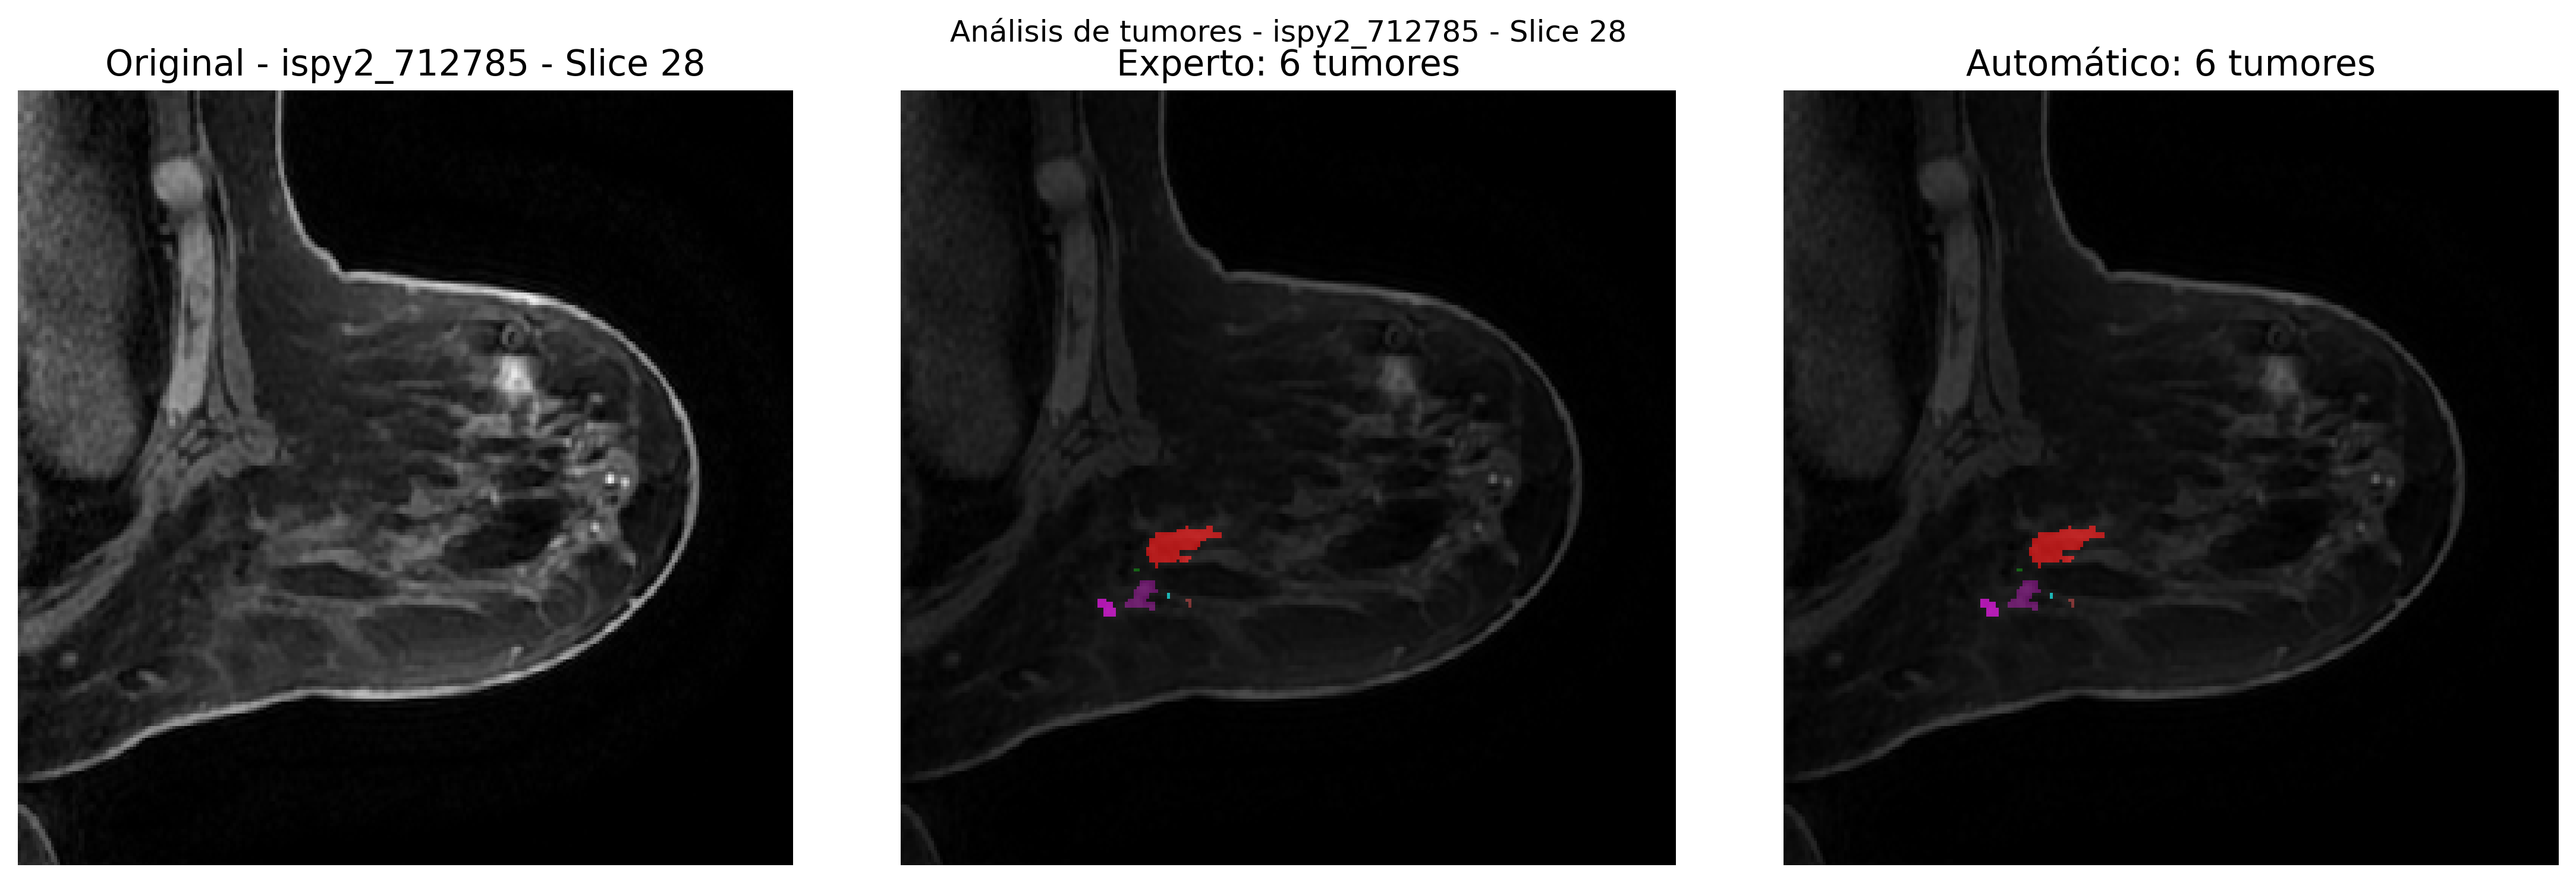 Análisis de tumores - ispy2_712785 - Slice 28
Original - ispy2_712785 - Slice 28
Experto: 6 tumores
Automático: 6 tumores